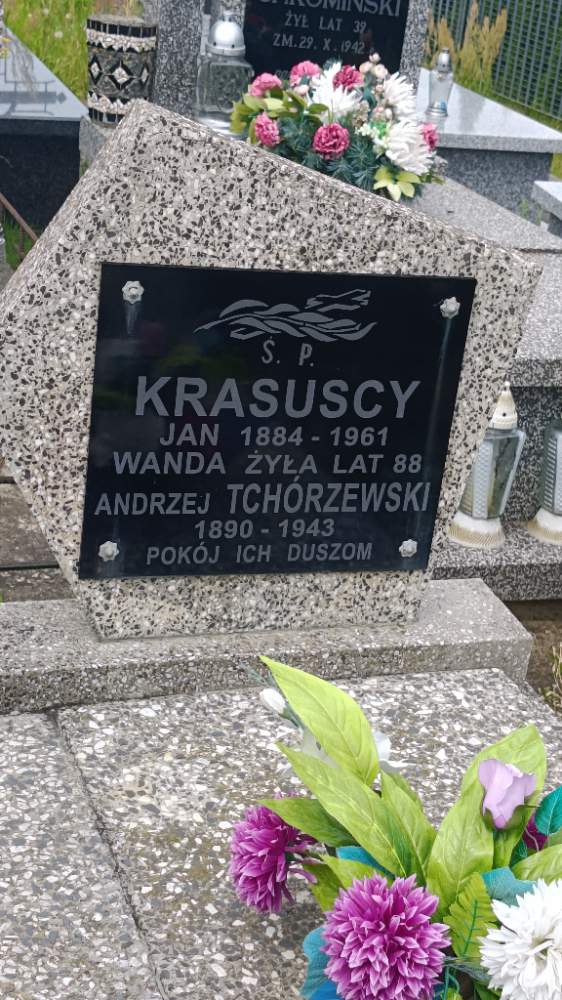 ŻYŁ LAT 39
ZM. 29. X. 1942
Ś. P.
KRASUSCY
JAN 1884 - 1961
WANDA ŻYŁA LAT 88
ANDRZEJ TCHÓRZEWSKI
1890 - 1943
POKÓJ ICH DUSZOM